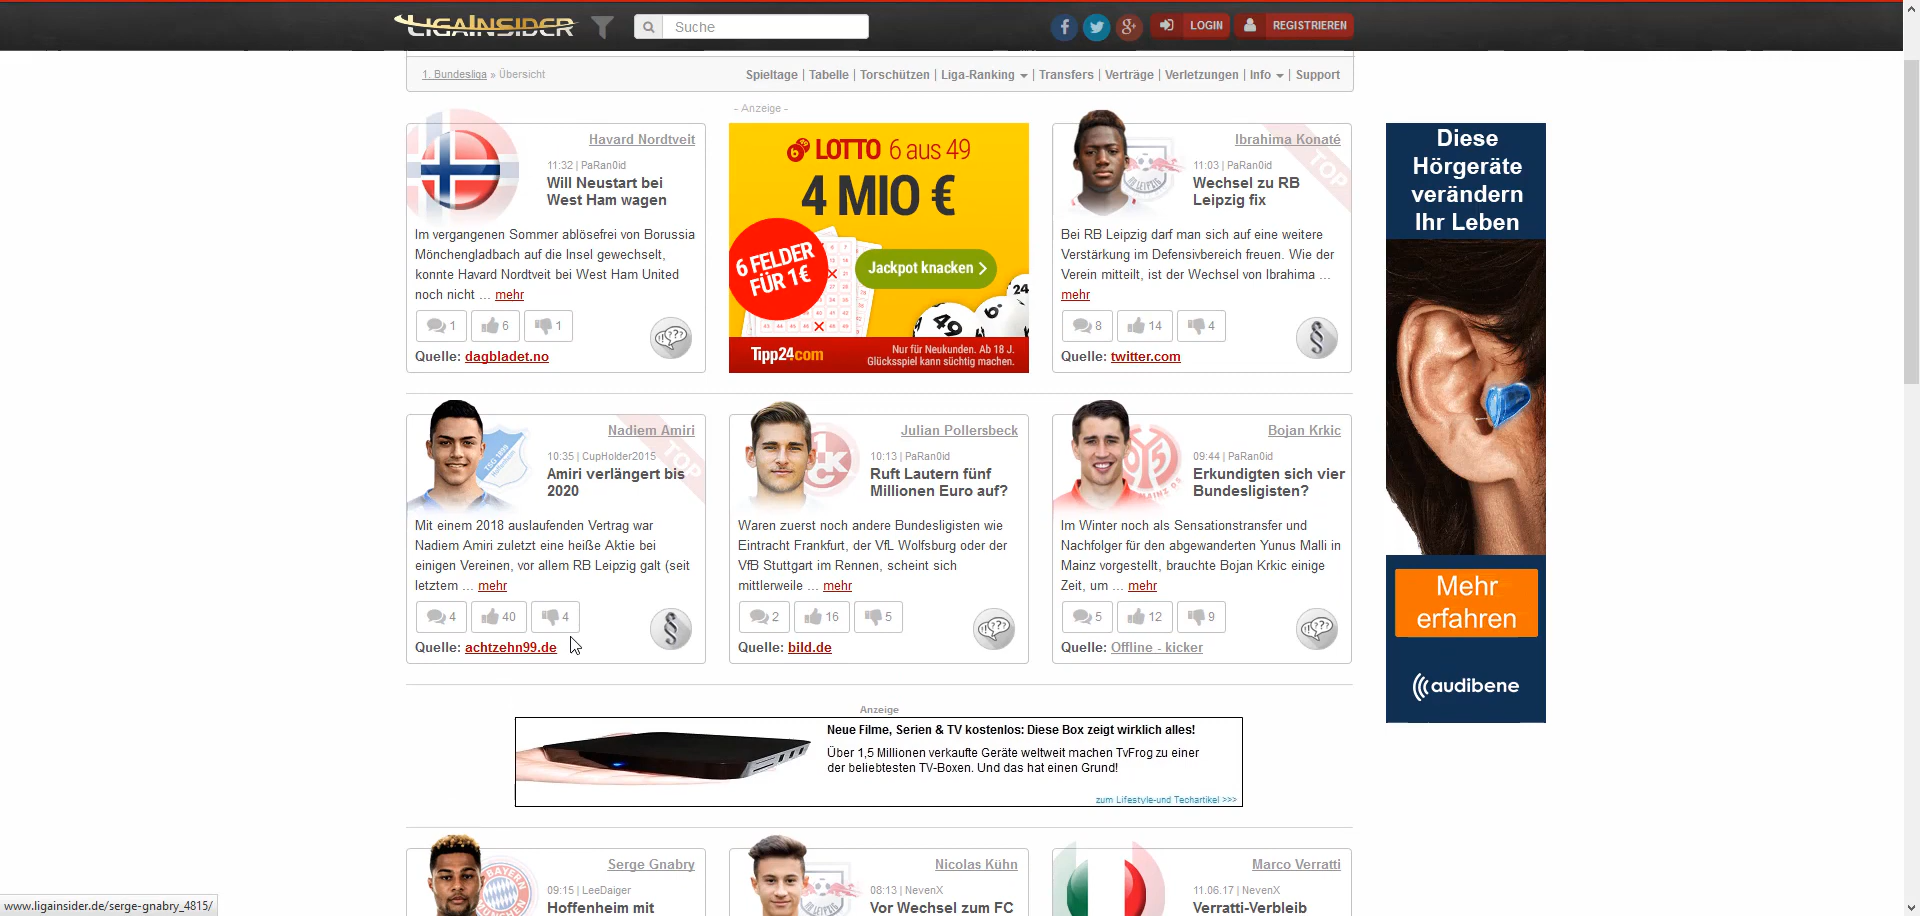 LIGAINSIDER
Suche
LOGIN
REGISTRIEREN
1. Bundesliga » Übersicht
Spieltage | Tabelle | Torschützen | Liga-Ranking | Transfers | Verträge | Verletzungen | Info | Support
- Anzeige -
Havard Nordtveit
11:32 | PaRan0id
Will Neustart bei
West Ham wagen
Im vergangenen Sommer ablösefrei von Borussia
Mönchengladbach auf die Insel gewechselt,
konnte Havard Nordtveit bei West Ham United
noch nicht ... mehr
1
6
1
Quelle: dagbladet.no
LOTTO 6 aus 49
4 MIO €
6 FELDER
FÜR 1€
Jackpot knacken
24
6
49
Tipp24com
Nur für Neukunden. Ab 18 J.
Glücksspiel kann süchtig machen.
Ibrahima Konaté
TOP
11:03 | PaRan0id
Wechsel zu RB
Leipzig fix
Bei RB Leipzig darf man sich auf eine weitere
Verstärkung im Defensivbereich freuen. Wie der
Verein mitteilt, ist der Wechsel von Ibrahima ...
mehr
8
14
4
Quelle: twitter.com
Diese
Hörgeräte
verändern
Ihr Leben
Mehr
erfahren
audibene
Nadiem Amiri
TOP
10:35 | CupHolder2015
Amiri verlängert bis
2020
Mit einem 2018 auslaufenden Vertrag war
Nadiem Amiri zuletzt eine heiße Aktie bei
einigen Vereinen, vor allem RB Leipzig galt (seit
letztem ... mehr
4
40
4
Quelle: achtzehn99.de
Julian Pollersbeck
10:13 | PaRan0id
Ruft Lautern fünf
Millionen Euro auf?
Waren zuerst noch andere Bundesligisten wie
Eintracht Frankfurt, der VfL Wolfsburg oder der
VfB Stuttgart im Rennen, scheint sich
mittlerweile ... mehr
2
16
5
Quelle: bild.de
Bojan Krkic
09:44 | PaRan0id
Erkundigten sich vier
Bundesligisten?
Im Winter noch als Sensationstransfer und
Nachfolger für den abgewanderten Yunus Malli in
Mainz vorgestellt, brauchte Bojan Krkic einige
Zeit, um ... mehr
5
12
9
Quelle: Offline - kicker
Anzeige
Neue Filme, Serien & TV kostenlos: Diese Box zeigt wirklich alles!
Über 1,5 Millionen verkaufte Geräte weltweit machen TvFrog zu einer
der beliebtesten TV-Boxen. Und das hat einen Grund!
zum Lifestyle-und Techartikel >>>
Serge Gnabry
09:15 | LeeDaiger
Hoffenheim mit
Nicolas Kühn
08:13 | NevenX
Vor Wechsel zum FC
Marco Verratti
11.06.17 | NevenX
Verratti-Verbleib
www.ligainsider.de/serge-gnabry_4815/